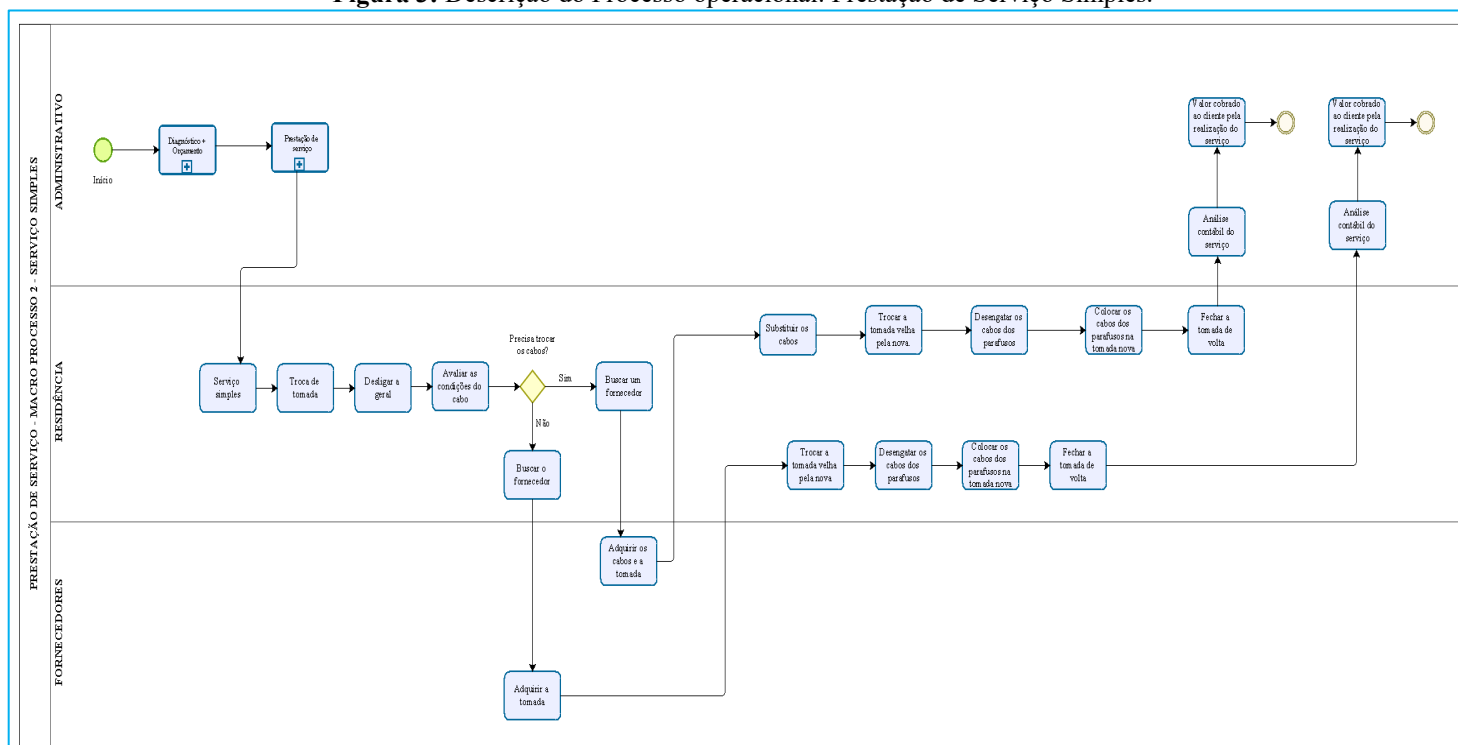 Figura 3: Descrição do Processo operacional: Prestação de Serviço Simples.
PRESTAÇÃO DE SERVIÇO - MACRO PROCESSO 2 - SERVIÇO SIMPLES
ADMINISTRATIVO
Início
Diagnóstico +
Orçamento
Prestação de
serviço
Valor cobrado
ao cliente pela
realização do
serviço
Valor cobrado
ao cliente pela
realização do
serviço
Análise
contábil do
serviço
Análise
contábil do
serviço
RESIDÊNCIA
Serviço
simples
Troca de
tomada
Desligar a
geral
Avaliar as
condições do
cabo
Precisa trocar
os cabos?
Sim
Não
Buscar um
fornecedor
Buscar o
fornecedor
Substituir os
cabos
Trocar a
tomada velha
pela nova.
Desengatar os
cabos dos
parafusos
Colocar os
cabos dos
parafusos na
tomada nova
Fechar a
tomada de
volta
Trocar a
tomada velha
pela nova
Desengatar os
cabos dos
parafusos
Colocar os
cabos dos
parafusos na
tomada nova
Fechar a
tomada de
volta
FORNECEDORES
Adquirir os
cabos e a
tomada
Adquirir a
tomada